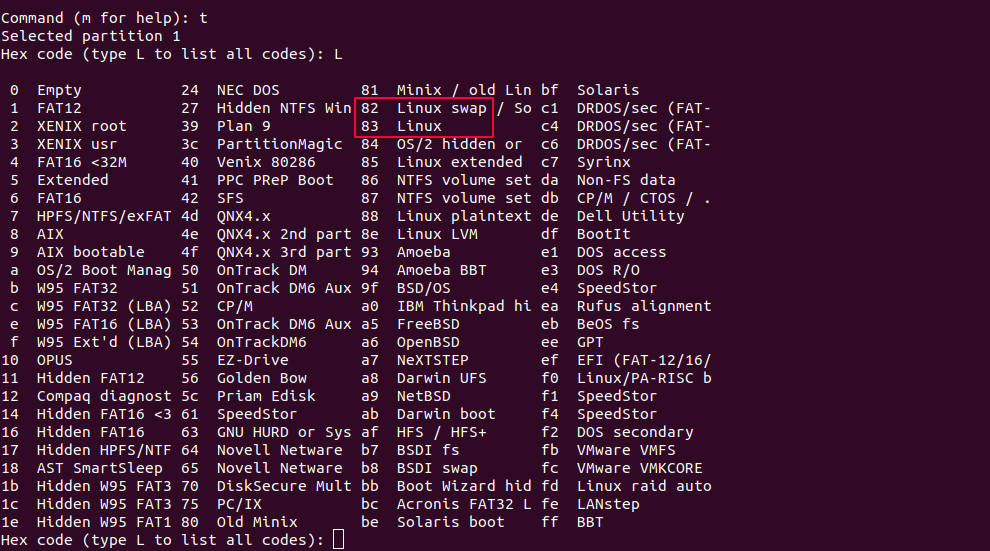 Command (m for help): t
Selected partition 1
Hex code (type L to list all codes): L
 0  Empty           24  NEC DOS         81  Minix / old Lin bf  Solaris
 1  FAT12           27  Hidden NTFS Win 82  Linux swap / So c1  DRDOS/sec (FAT-
 2  XENIX root      39  Plan 9          83  Linux           c4  DRDOS/sec (FAT-
 3  XENIX usr       3c  PartitionMagic  84  OS/2 hidden or  c6  DRDOS/sec (FAT-
 4  FAT16 <32M      40  Venix 80286     85  Linux extended  c7  Syrinx
 5  Extended        41  PPC PReP Boot   86  NTFS volume set da  Non-FS data
 6  FAT16           42  SFS             87  NTFS volume set db  CP/M / CTOS / .
 7  HPFS/NTFS/exFAT 4d  QNX4.x          88  Linux plaintext de  Dell Utility
 8  AIX             4e  QNX4.x 2nd part 8e  Linux LVM       df  BootIt
 9  AIX bootable    4f  QNX4.x 3rd part 93  Amoeba          e1  DOS access
 a  OS/2 Boot Manag 50  OnTrack DM      94  Amoeba BBT      e3  DOS R/O
 b  W95 FAT32       51  OnTrack DM6 Aux 9f  BSD/OS          e4  SpeedStor
 c  W95 FAT32 (LBA) 52  CP/M            a0  IBM Thinkpad hi ea  Rufus alignment
 e  W95 FAT16 (LBA) 53  OnTrack DM6 Aux a5  FreeBSD         eb  BeOS fs
 f  W95 Ext'd (LBA) 54  OnTrackDM6      a6  OpenBSD         ee  GPT
10  OPUS            55  EZ-Drive        a7  NeXTSTEP        ef  EFI (FAT-12/16/
11  Hidden FAT12    56  Golden Bow      a8  Darwin UFS      f0  Linux/PA-RISC b
12  Compaq diagnost 5c  Priam Edisk     a9  NetBSD          f1  SpeedStor
14  Hidden FAT16 <3 61  SpeedStor       ab  Darwin boot     f4  SpeedStor
16  Hidden FAT16    63  GNU HURD or Sys af  HFS / HFS+      f2  DOS secondary
17  Hidden HPFS/NTF 64  Novell Netware  b7  BSDI fs         fb  VMware VMFS
18  AST SmartSleep  65  Novell Netware  b8  BSDI swap       fc  VMware VMKCORE
1b  Hidden W95 FAT3 70  DiskSecure Mult bb  Boot Wizard hid fd  Linux raid auto
1c  Hidden W95 FAT3 75  PC/IX           bc  Acronis FAT32 L fe  LANstep
1e  Hidden W95 FAT1 80  Old Minix       be  Solaris boot    ff  BBT
Hex code (type L to list all codes):